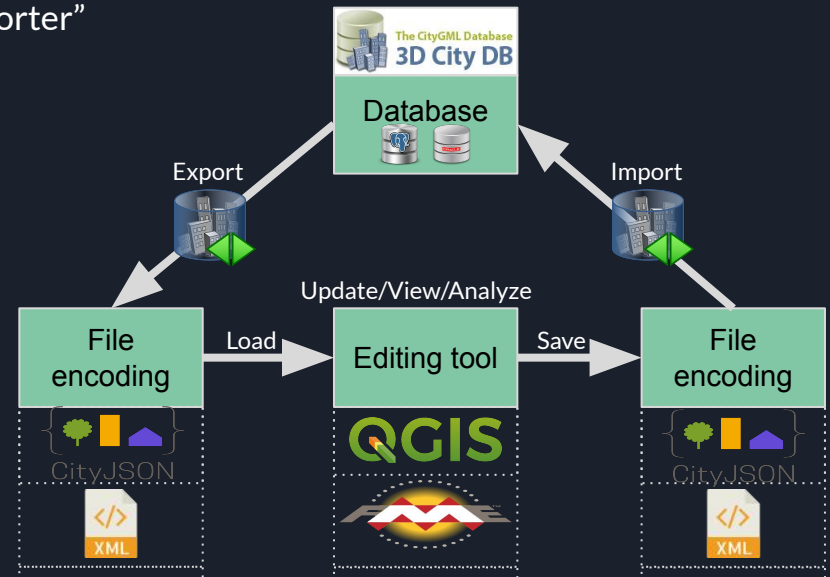 orter”
The CityGML Database
3D City DB
Database
Export
Import
Update/View/Analyze
File
encoding
Load
Editing tool
Save
File
encoding
CityJSON
QGIS
CityJSON
XML
FME
XML